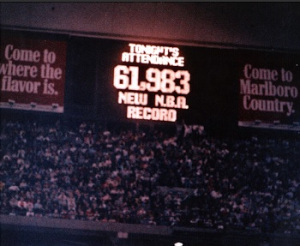 Come to
where the
flavor is.
TONIGHT'S
ATTENDANCE
61,983
NEW N.B.A.
RECORD
Come to
Marlboro
Country.